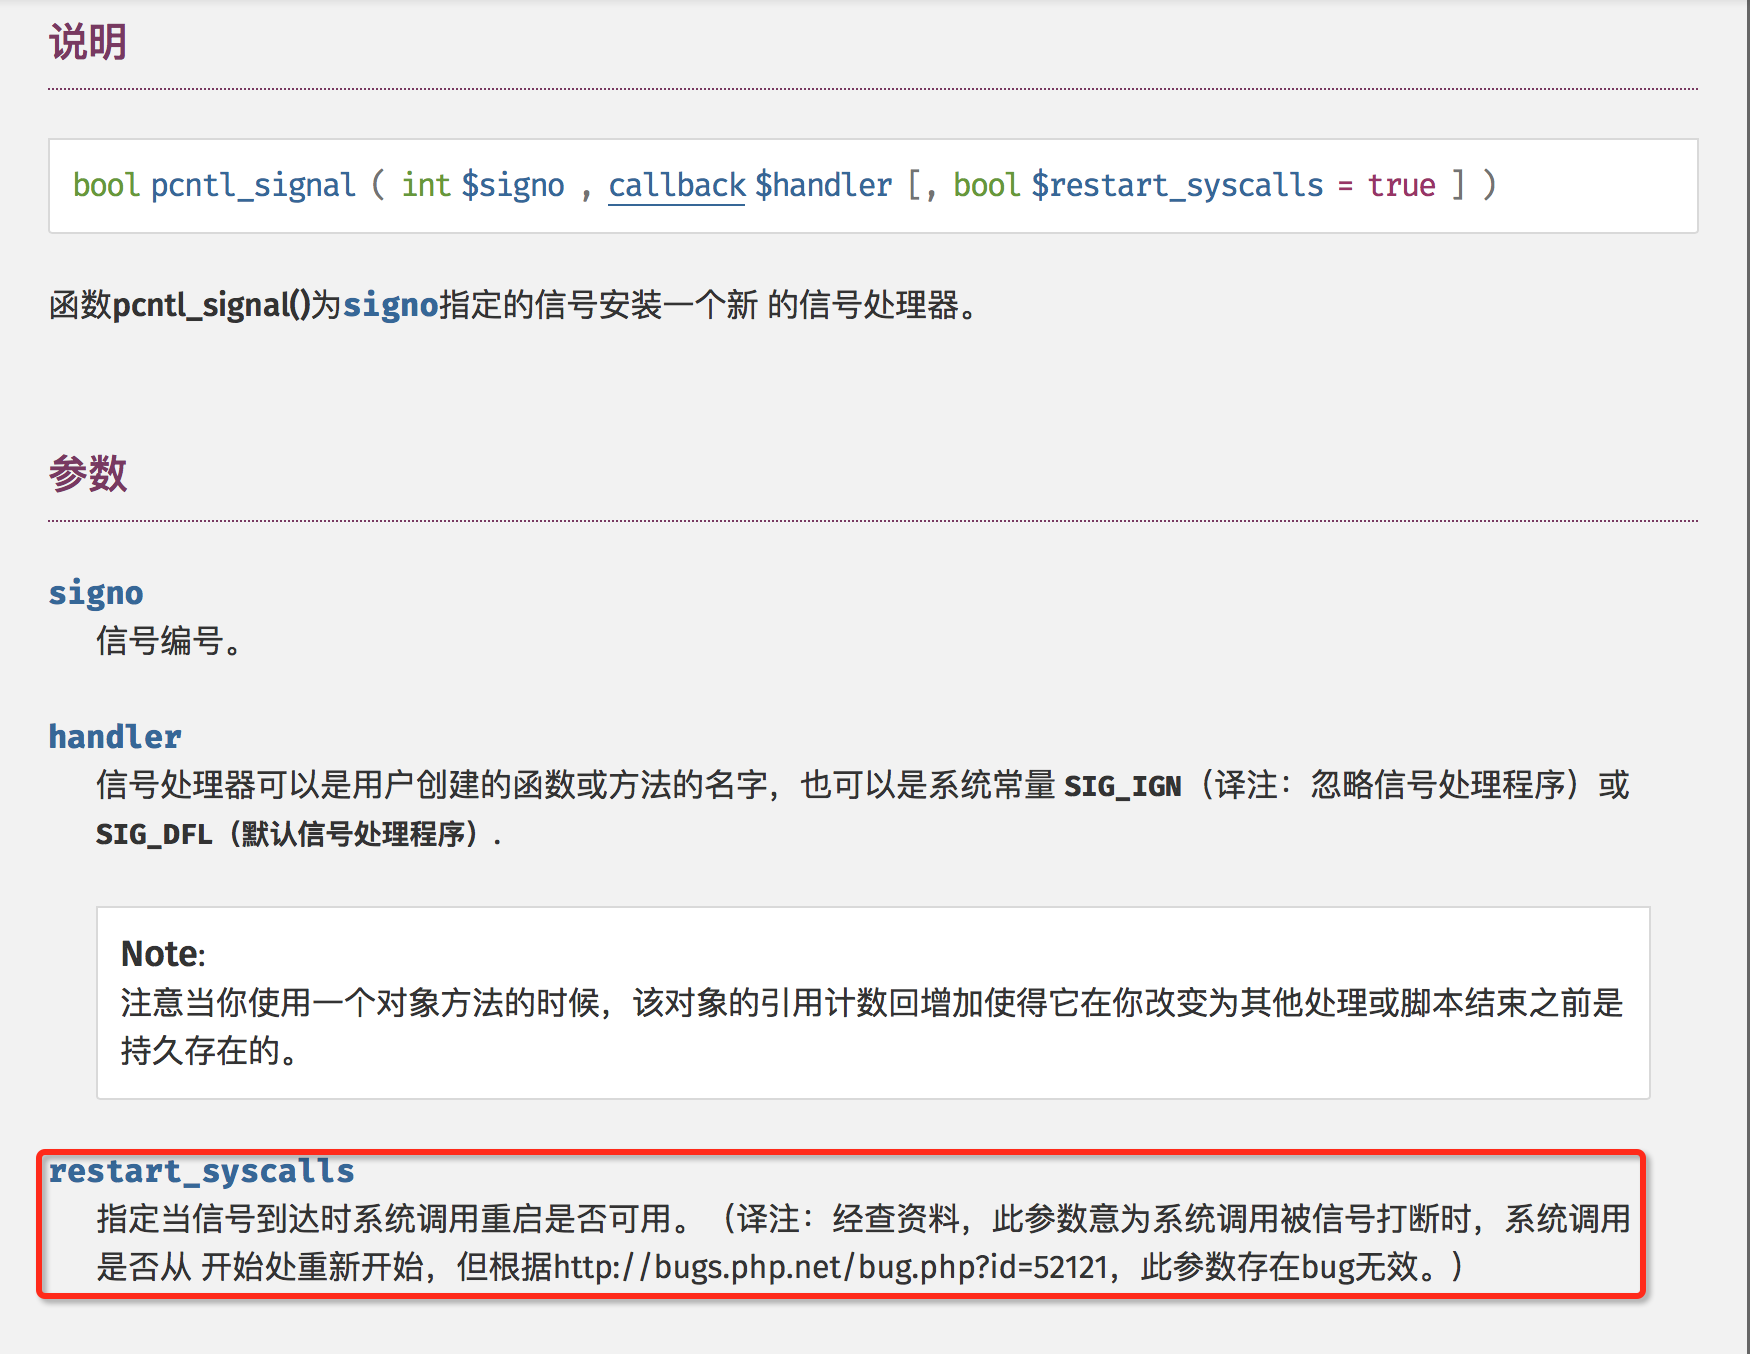 说明
bool pcntl_signal ( int $signo , callback $handler [, bool $restart_syscalls = true ] )
函数pcntl_signal()为signo指定的信号安装一个新 的信号处理器。
参数
signo
信号编号。
handler
信号处理器可以是用户创建的函数或方法的名字，也可以是系统常量 SIG_IGN（译注：忽略信号处理程序）或
SIG_DFL（默认信号处理程序）.
Note:
注意当你使用一个对象方法的时候，该对象的引用计数回增加使得它在你改变为其他处理或脚本结束之前是
持久存在的。
restart_syscalls
指定当信号到达时系统调用重启是否可用。（译注：经查资料，此参数意为系统调用被信号打断时，系统调用
是否从 开始处重新开始，但根据http://bugs.php.net/bug.php?id=52121，此参数存在bug无效。）